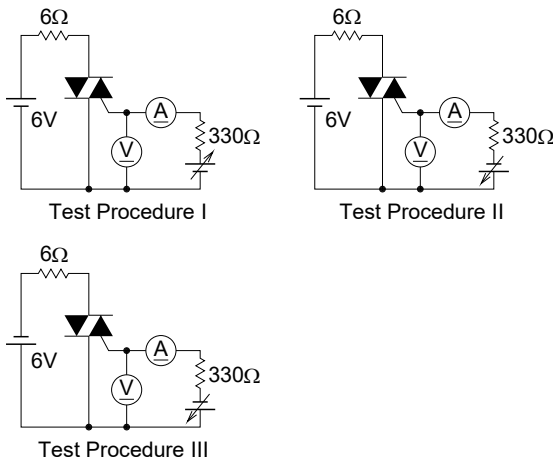 6Ω
6V
A
V
330Ω
Test Procedure I
6Ω
6V
A
V
330Ω
Test Procedure II
6Ω
6V
A
V
330Ω
Test Procedure III